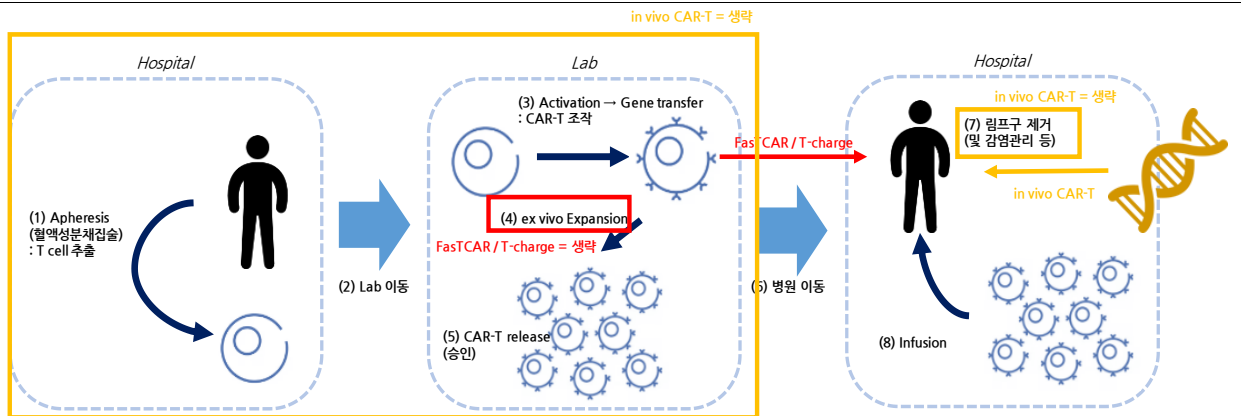 in vivo CAR-T = 생략
Hospital
(1) Apheresis
(혈액성분채집술)
: T cell 추출
(2) Lab 이동
Lab
(3) Activation → Gene transfer
: CAR-T 조작
(4) ex vivo Expansion
FasTCAR / T-charge = 생략
(5) CAR-T release
(승인)
FasTCAR / T-charge
(6) 병원 이동
Hospital
in vivo CAR-T = 생략
(7) 림프구 제거
(및 감염관리 등)
in vivo CAR-T
(8) Infusion